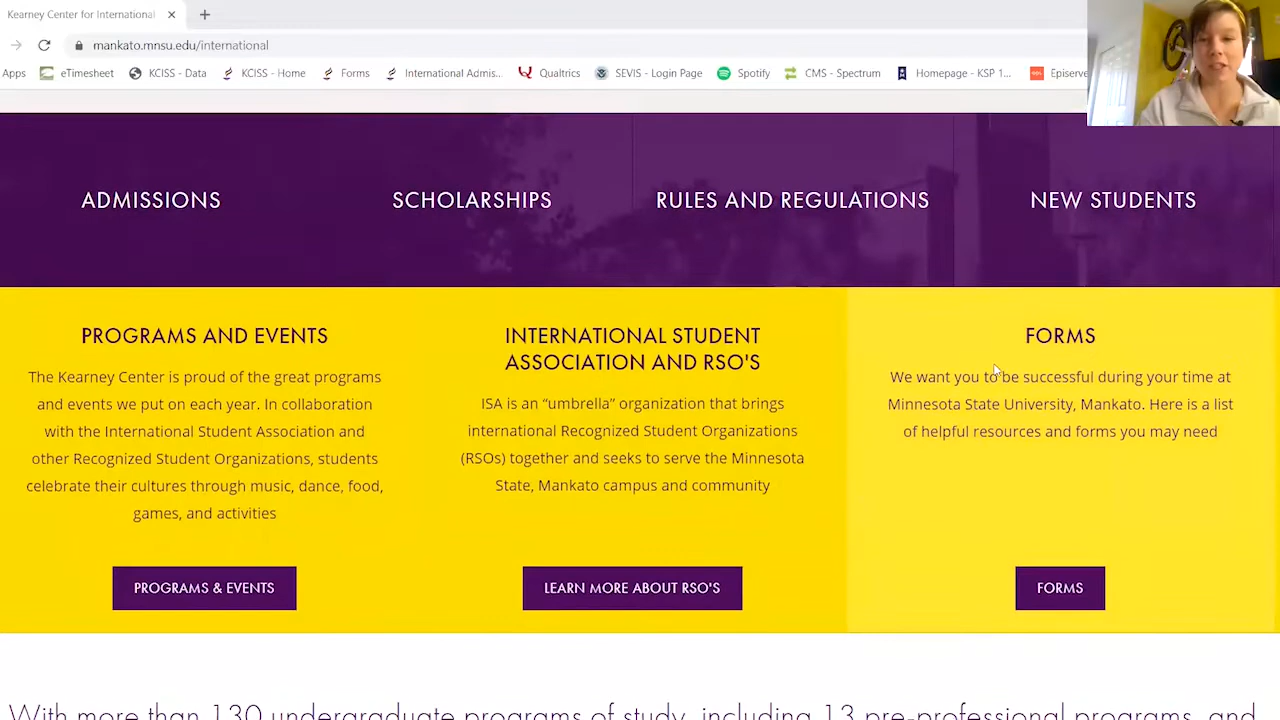 Kearney Center for International
mankato.mnsu.edu/international
Apps eTimesheet KCISS - Data KCISS - Home Forms International Admis... Qualtrics SEVIS - Login Page Spotify CMS - Spectrum Homepage - KSP 1... Episerve
ADMISSIONS SCHOLARSHIPS RULES AND REGULATIONS NEW STUDENTS
PROGRAMS AND EVENTS
The Kearney Center is proud of the great programs
and events we put on each year. In collaboration
with the International Student Association and
other Recognized Student Organizations, students
celebrate their cultures through music, dance, food,
games, and activities
PROGRAMS & EVENTS
INTERNATIONAL STUDENT
ASSOCIATION AND RSO'S
ISA is an “umbrella” organization that brings
international Recognized Student Organizations
(RSOs) together and seeks to serve the Minnesota
State, Mankato campus and community
LEARN MORE ABOUT RSO'S
FORMS
We want you to be successful during your time at
Minnesota State University, Mankato. Here is a list
of helpful resources and forms you may need
FORMS
With more than 130 undergraduate programs of study, including 13 pre-professional programs, and